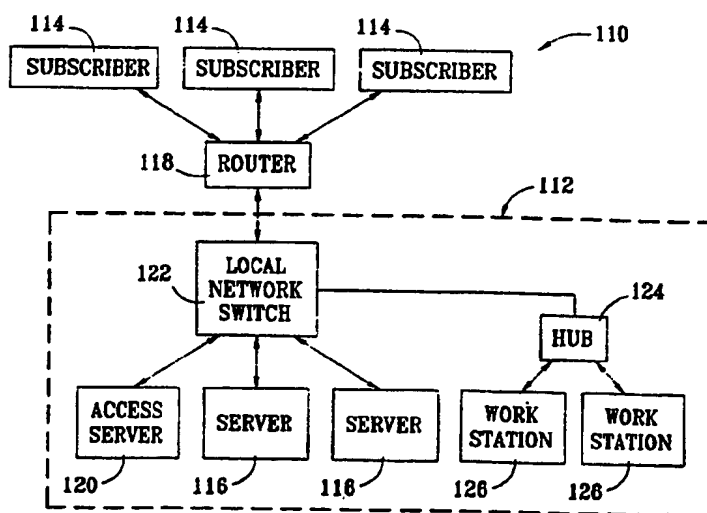 114 114 114 110
SUBSCRIBER SUBSCRIBER SUBSCRIBER
118 ROUTER
112
122 LOCAL
NETWORK
SWITCH
124
HUB
ACCESS
SERVER
SERVER
SERVER
WORK
STATION
WORK
STATION
120 116 116 126 126